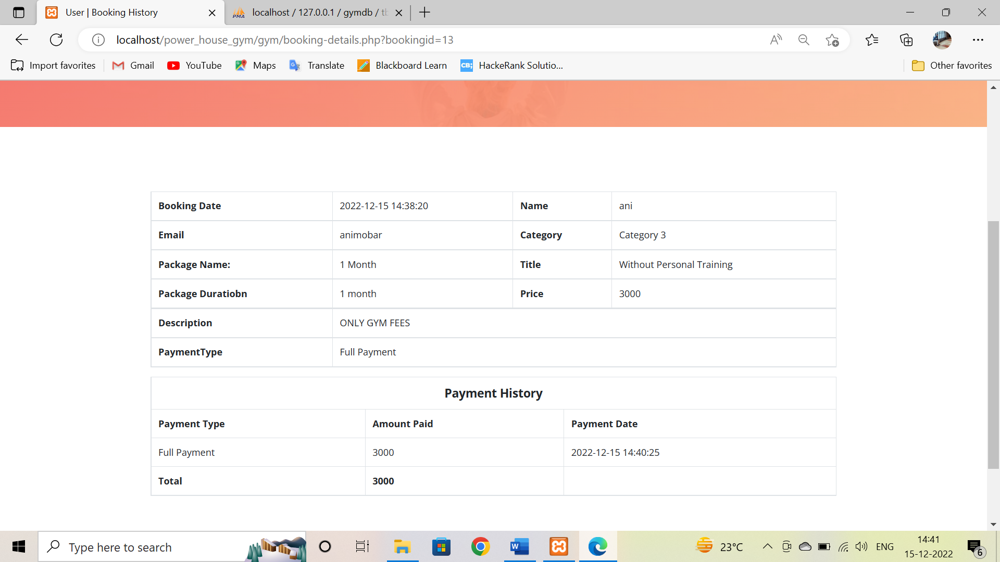 User | Booking History
PMA localhost / 127.0.0.1 / gymdb / tb
localhost/power_house_gym/gym/booking-details.php?bookingid=13
Import favorites Gmail YouTube Maps Translate Blackboard Learn CB; HackeRank Solutio... Other favorites
Booking Date 2022-12-15 14:38:20 Name ani
Email animobar Category Category 3
Package Name: 1 Month Title Without Personal Training
Package Duratiobn 1 month Price 3000
Description ONLY GYM FEES
PaymentType Full Payment
Payment History
Payment Type Amount Paid Payment Date
Full Payment 3000 2022-12-15 14:40:25
Total 3000
Type here to search 23°C ENG 14:41
15-12-2022 6